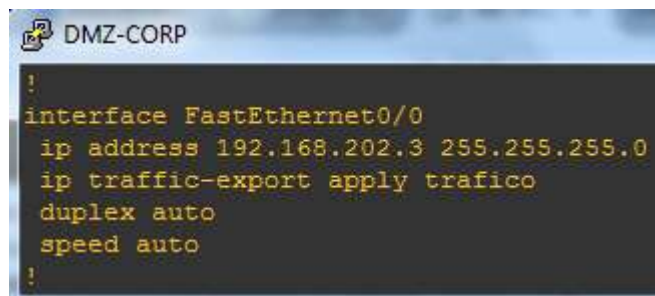 DMZ-CORP
!
interface FastEthernet0/0
ip address 192.168.202.3 255.255.255.0
ip traffic-export apply trafico
duplex auto
speed auto
!